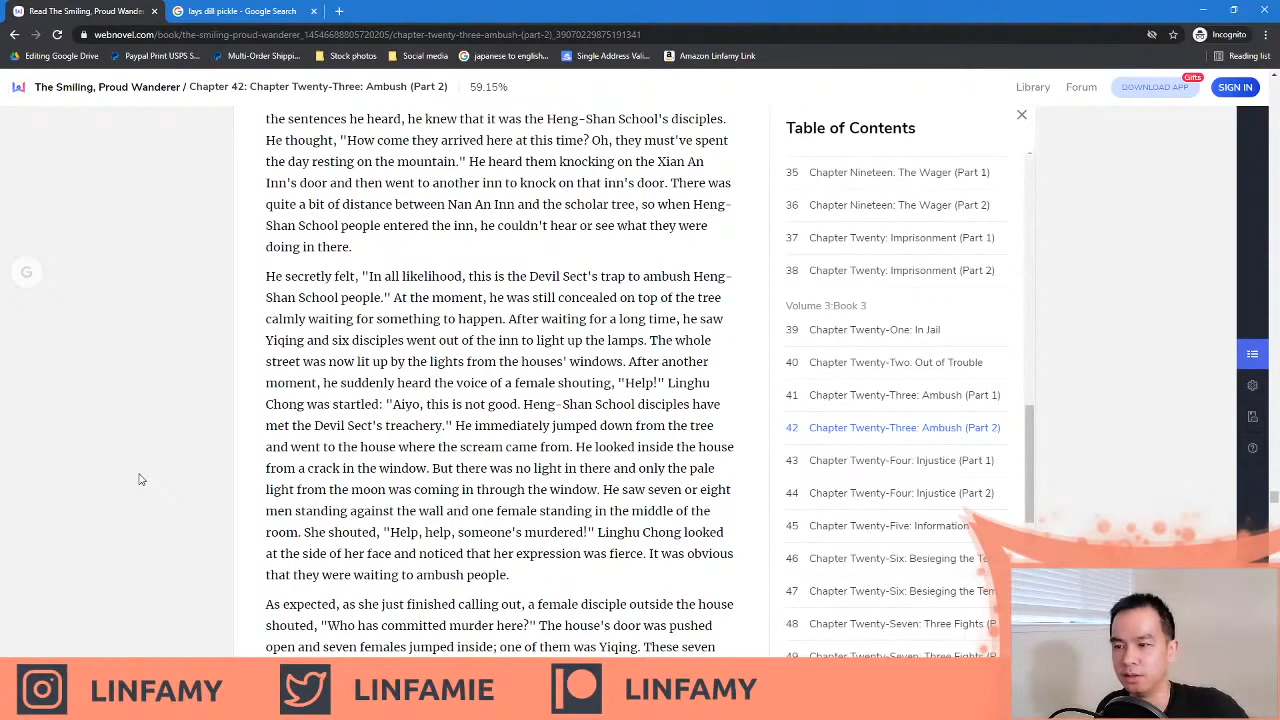 Read The Smiling, Proud Wander
lays dill pickle - Google Search
webnovel.com/book/the-smiling-proud-wanderer_14546688805720205/chapter-twenty-three-ambush-(part-2)_39070229875191341
Incognito
Editing Google Drive
Paypal Print USPS S...
Multi-Order Shippi...
Stock photos
Social media
japanese to english...
Single Address Vali...
Amazon Linfamy Link
Reading list
The Smiling, Proud Wanderer / Chapter 42: Chapter Twenty-Three: Ambush (Part 2) 59.15%
Library
Forum
DOWNLOAD APP
Gifts
SIGN IN
the sentences he heard, he knew that it was the Heng-Shan School's disciples.
He thought, "How come they arrived here at this time? Oh, they must've spent
the day resting on the mountain." He heard them knocking on the Xian An
Inn's door and then went to another inn to knock on that inn's door. There was
quite a bit of distance between Nan An Inn and the scholar tree, so when Heng-
Shan School people entered the inn, he couldn't hear or see what they were
doing in there.
He secretly felt, "In all likelihood, this is the Devil Sect's trap to ambush Heng-
Shan School people." At the moment, he was still concealed on top of the tree
calmly waiting for something to happen. After waiting for a long time, he saw
Yiqing and six disciples went out of the inn to light up the lamps. The whole
street was now lit up by the lights from the houses' windows. After another
moment, he suddenly heard the voice of a female shouting, "Help!" Linghu
Chong was startled: "Aiyo, this is not good. Heng-Shan School disciples have
met the Devil Sect's treachery." He immediately jumped down from the tree
and went to the house where the scream came from. He looked inside the house
from a crack in the window. But there was no light in there and only the pale
light from the moon was coming in through the window. He saw seven or eight
men standing against the wall and one female standing in the middle of the
room. She shouted, "Help, help, someone's murdered!" Linghu Chong looked
at the side of her face and noticed that her expression was fierce. It was obvious
that they were waiting to ambush people.
As expected, as she just finished calling out, a female disciple outside the house
shouted, "Who has committed murder here?" The house's door was pushed
open and seven females jumped inside; one of them was Yiqing. These seven
G
Table of Contents
35 Chapter Nineteen: The Wager (Part 1)
36 Chapter Nineteen: The Wager (Part 2)
37 Chapter Twenty: Imprisonment (Part 1)
38 Chapter Twenty: Imprisonment (Part 2)
Volume 3:Book 3
39 Chapter Twenty-One: In Jail
40 Chapter Twenty-Two: Out of Trouble
41 Chapter Twenty-Three: Ambush (Part 1)
42 Chapter Twenty-Three: Ambush (Part 2)
43 Chapter Twenty-Four: Injustice (Part 1)
44 Chapter Twenty-Four: Injustice (Part 2)
45 Chapter Twenty-Five: Information
46 Chapter Twenty-Six: Besieging the Te
47 Chapter Twenty-Six: Besieging the Tem
48 Chapter Twenty-Seven: Three Fights (P
49 Chapter Twenty-Seven: Three Fights (P
LINFAMY
LINFAMIE
LINFAMY